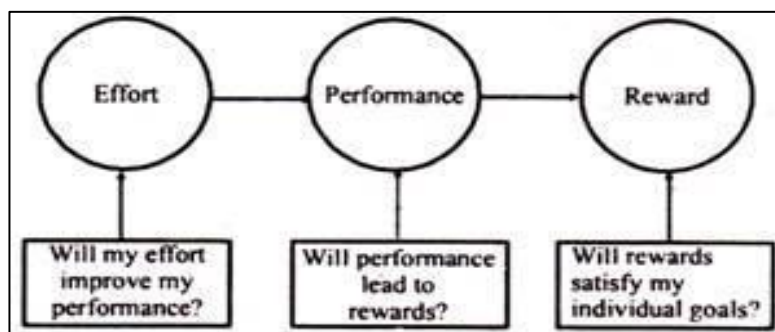 Effort
Performance
Reward
Will my effort
improve my
performance?
Will performance
lead to
rewards?
Will rewards
satisfy my
individual goals?